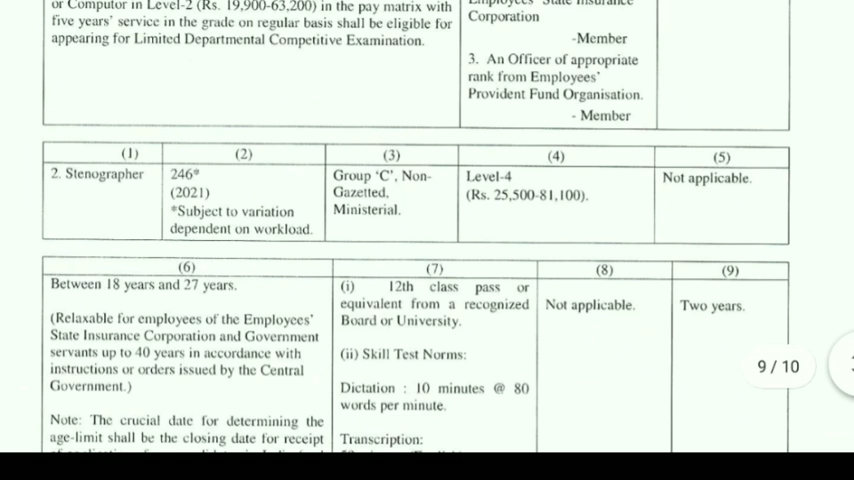 or Computor in Level-2 (Rs. 19,900-63,200) in the pay matrix with
five years' service in the grade on regular basis shall be eligible for
appearing for Limited Departmental Competitive Examination.
Employees' State Insurance
Corporation
-Member
3. An Officer of appropriate
rank from Employees'
Provident Fund Organisation.
- Member
(1) (2) (3) (4) (5)
2. Stenographer
246*
(2021)
*Subject to variation
dependent on workload.
Group 'C', Non-
Gazetted,
Ministerial.
Level-4
(Rs. 25,500-81,100).
Not applicable.
(6) (7) (8) (9)
Between 18 years and 27 years.
(Relaxable for employees of the Employees'
State Insurance Corporation and Government
servants up to 40 years in accordance with
instructions or orders issued by the Central
Government.)
Note: The crucial date for determining the
age-limit shall be the closing date for receipt
(i) 12th class pass or
equivalent from a recognized
Board or University.
(ii) Skill Test Norms:
Dictation : 10 minutes @ 80
words per minute.
Transcription:
Not applicable.
Two years.
9 / 10